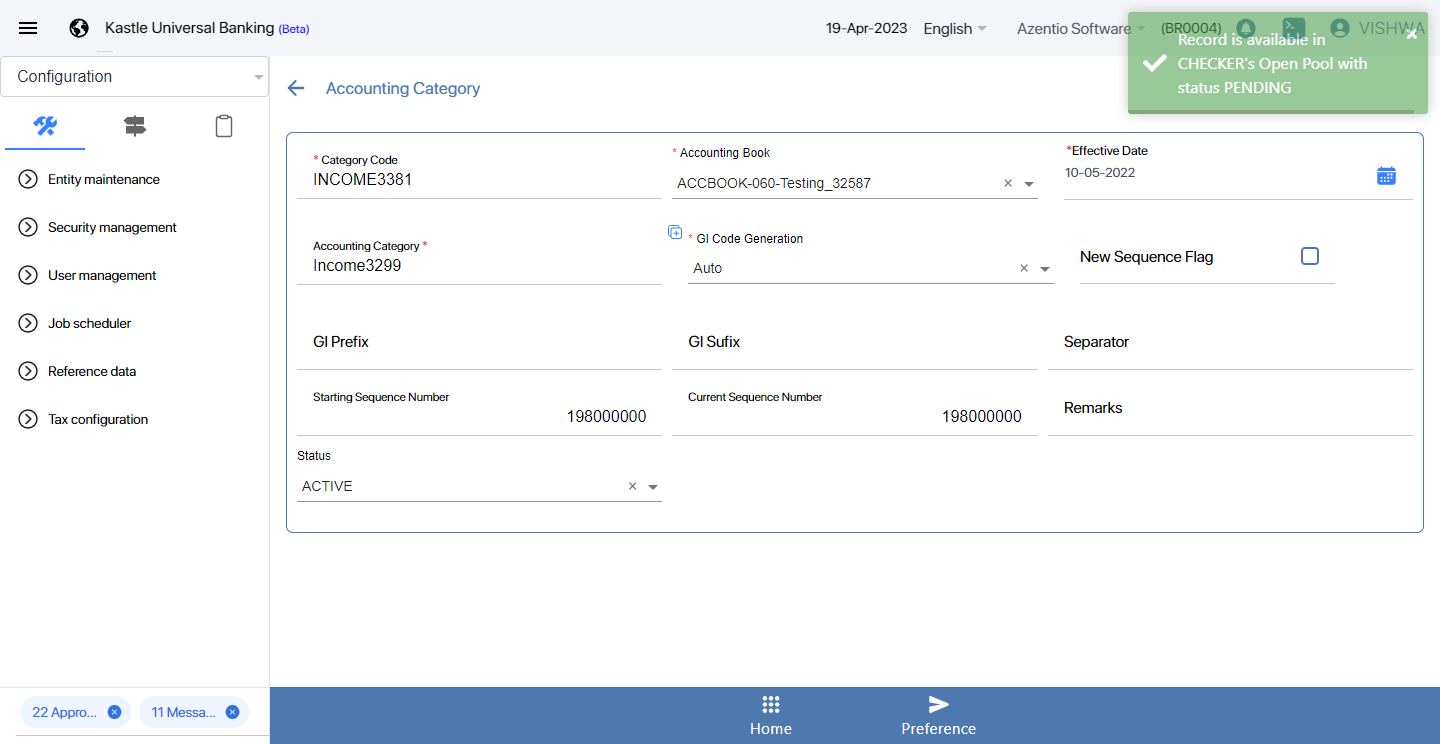 Kastle Universal Banking (Beta)
19-Apr-2023
English
Azentio Software
(BR0004)
VISHWA
Record is available in
CHECKER's Open Pool with
status PENDING
Configuration
Entity maintenance
Security management
User management
Job scheduler
Reference data
Tax configuration
22 Appro...
11 Messa...
Accounting Category
* Category Code
INCOME3381
* Accounting Book
ACCBOOK-060-Testing_32587
*Effective Date
10-05-2022
Accounting Category *
Income3299
* GI Code Generation
Auto
New Sequence Flag
GI Prefix
GI Sufix
Separator
Starting Sequence Number
198000000
Current Sequence Number
198000000
Remarks
Status
ACTIVE
Home
Preference